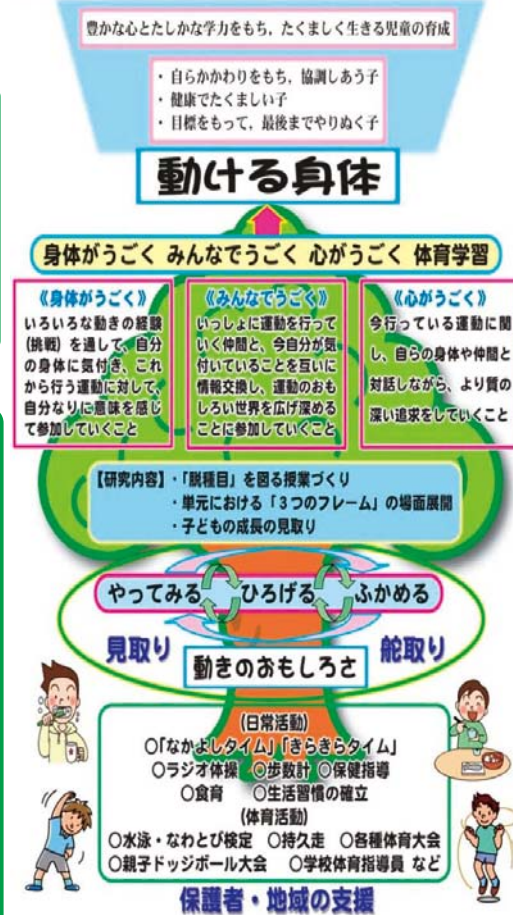 豊かな心とたしかな学力をもち，たくましく生きる児童の育成
・自らかかわりをもち，協調しあう子
・健康でたくましい子
・目標をもって，最後までやりぬく子
動ける身体
身体がうごく みんなでうごく 心がうごく 体育学習
《身体がうごく》
いろいろな動きの経験
(挑戦) を通して、自分
の身体に気付き、これ
から行う運動に対して、
自分なりに意味を感じ
て参加していくこと
《みんなでうごく》
いっしょに運動を行って
いく仲間と、今自分が気
付いていることを互いに
情報交換し、運動のおも
しろい世界を広げ深める
ことに参加していくこと
《心がうごく》
今行っている運動に関
し、自らの身体や仲間と
対話しながら、より質の
深い追求をしていくこと
【研究内容】・「脱種目」を図る授業づくり
・単元における「３つのフレーム」の場面展開
・子どもの成長の見取り
やってみる ひろげる ふかめる
見取り 舵取り
動きのおもしろさ
(日常活動)
○「なかよしタイム」「きらきらタイム」
○ラジオ体操 ○歩数計 ○保健指導
○食育 ○生活習慣の確立
(体育活動)
○水泳・なわとび検定 ○持久走 ○各種体育大会
○親子ドッジボール大会 ○学校体育指導員 など
保護者・地域の支援